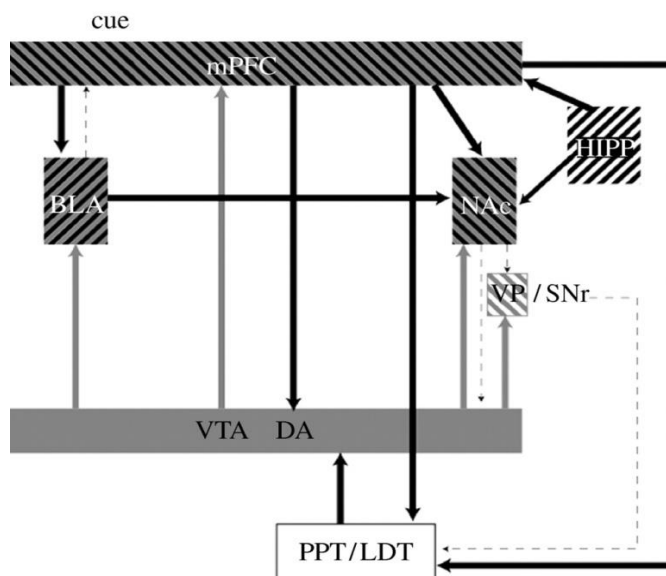 cue
mPFC
HIPP
BLA
NAc
VP / SNr
VTA DA
PPT/LDT